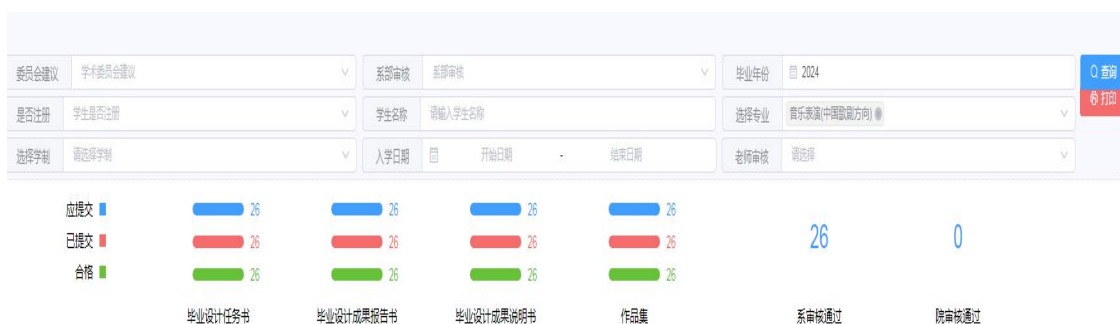 委员会建议 学术委员会建议 系部审核 系部审核 毕业年份 2024 查询
是否注册 学生是否注册 学生名称 请输入学生名称 选择专业 音乐表演(中国歌剧方向) 打印
选择学制 请选择学制 入学日期 开始日期 - 结束日期 老师审核 请选择
应提交 26 26 26 26
已提交 26 26 26 26 26 0
合格 26 26 26 26
毕业设计任务书 毕业设计成果报告书 毕业设计成果说明书 作品集 系审核通过 院审核通过